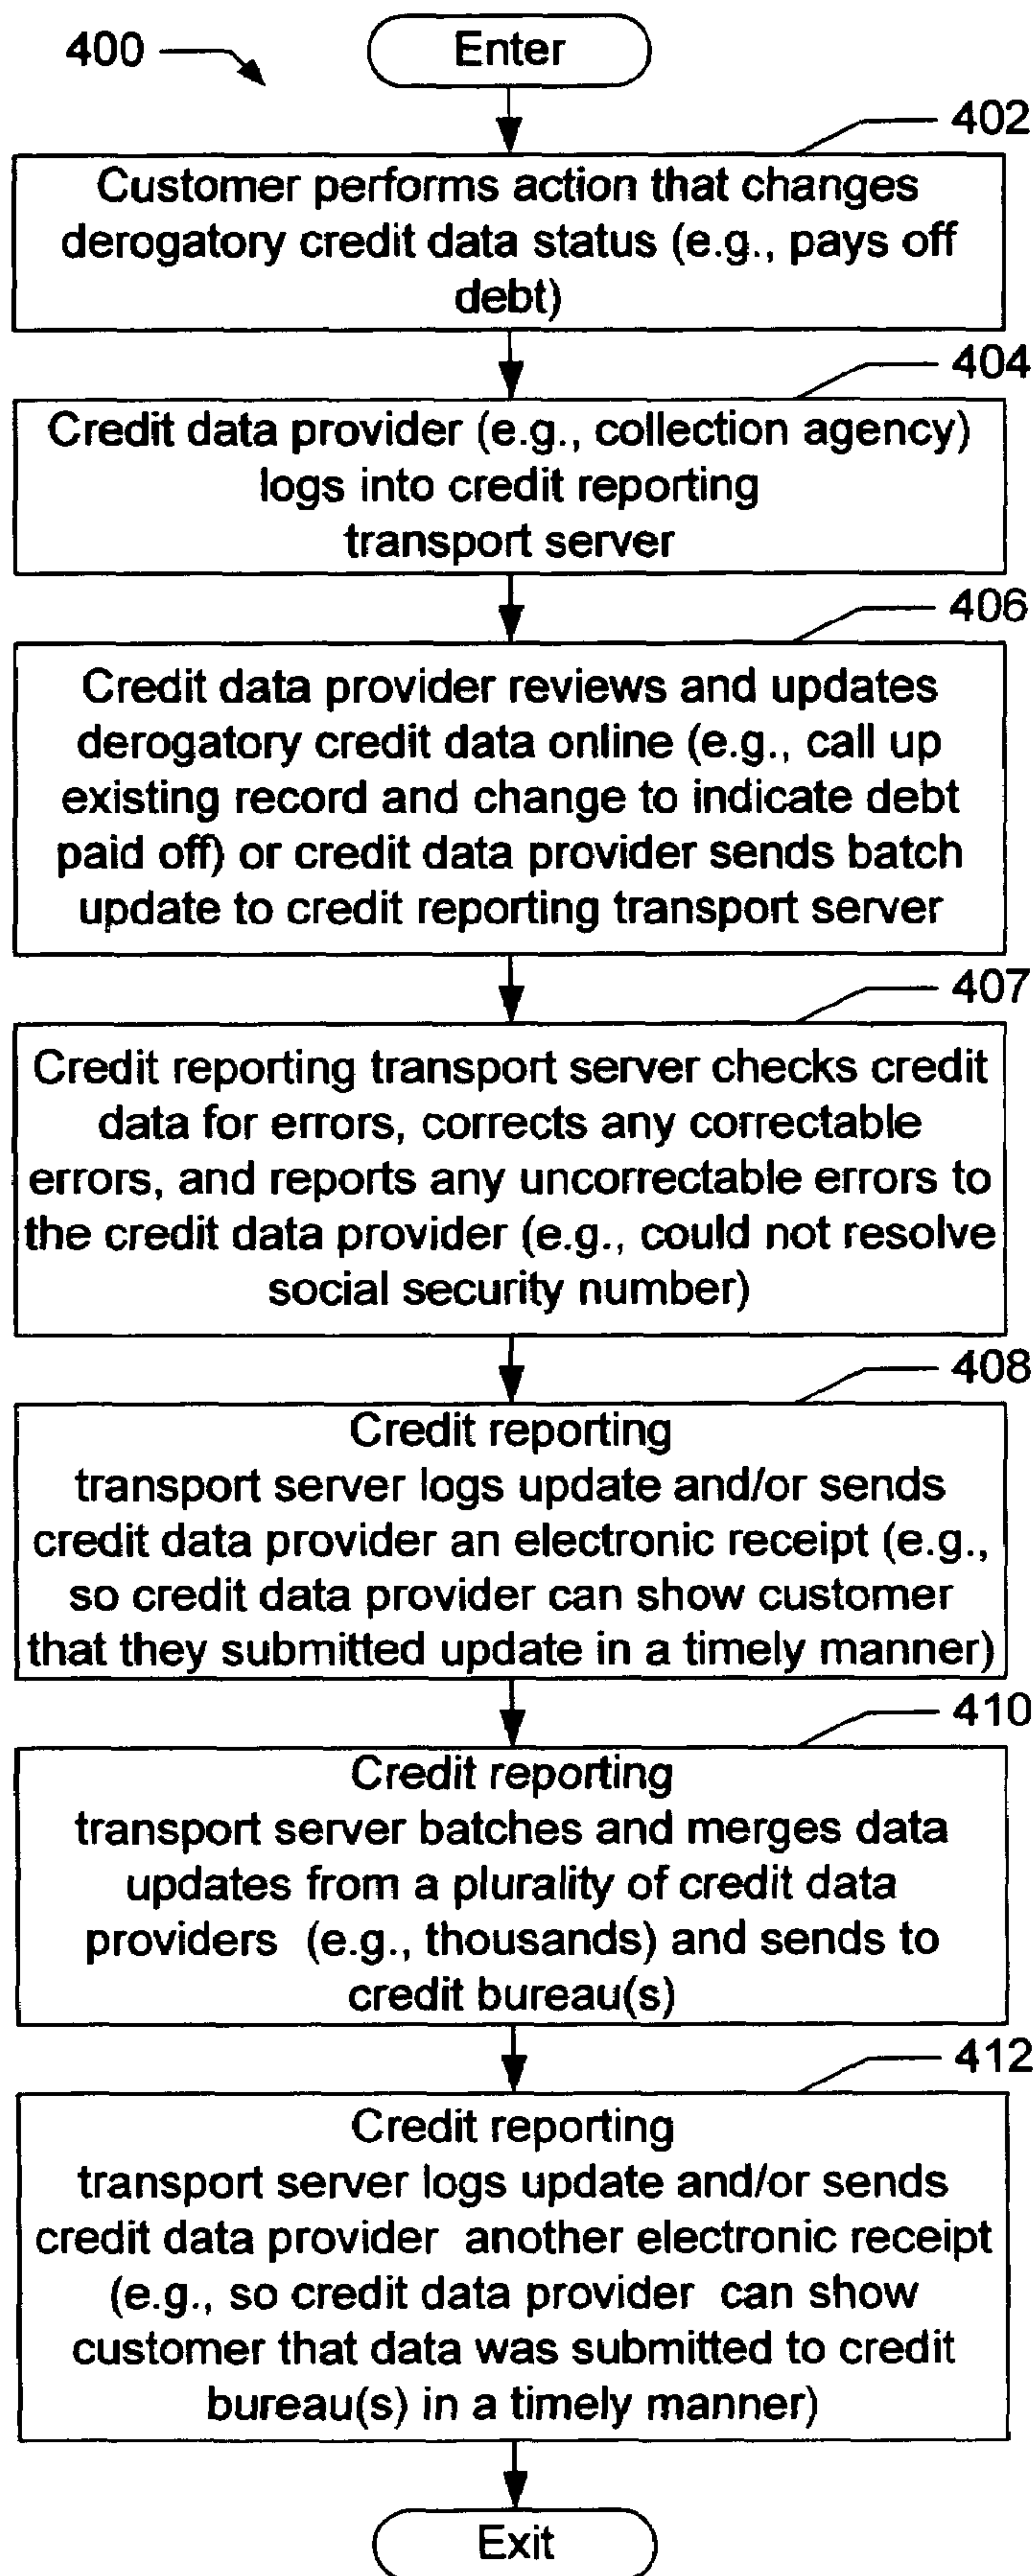 400
Enter
402
Customer performs action that changes
derogatory credit data status (e.g., pays off
debt)
404
Credit data provider (e.g., collection agency)
logs into credit reporting
transport server
406
Credit data provider reviews and updates
derogatory credit data online (e.g., call up
existing record and change to indicate debt
paid off) or credit data provider sends batch
update to credit reporting transport server
407
Credit reporting transport server checks credit
data for errors, corrects any correctable
errors, and reports any uncorrectable errors to
the credit data provider (e.g., could not resolve
social security number)
408
Credit reporting
transport server logs update and/or sends
credit data provider an electronic receipt (e.g.,
so credit data provider can show customer
that they submitted update in a timely manner)
410
Credit reporting
transport server batches and merges data
updates from a plurality of credit data
providers (e.g., thousands) and sends to
credit bureau(s)
412
Credit reporting
transport server logs update and/or sends
credit data provider another electronic receipt
(e.g., so credit data provider can show
customer that data was submitted to credit
bureau(s) in a timely manner)
Exit